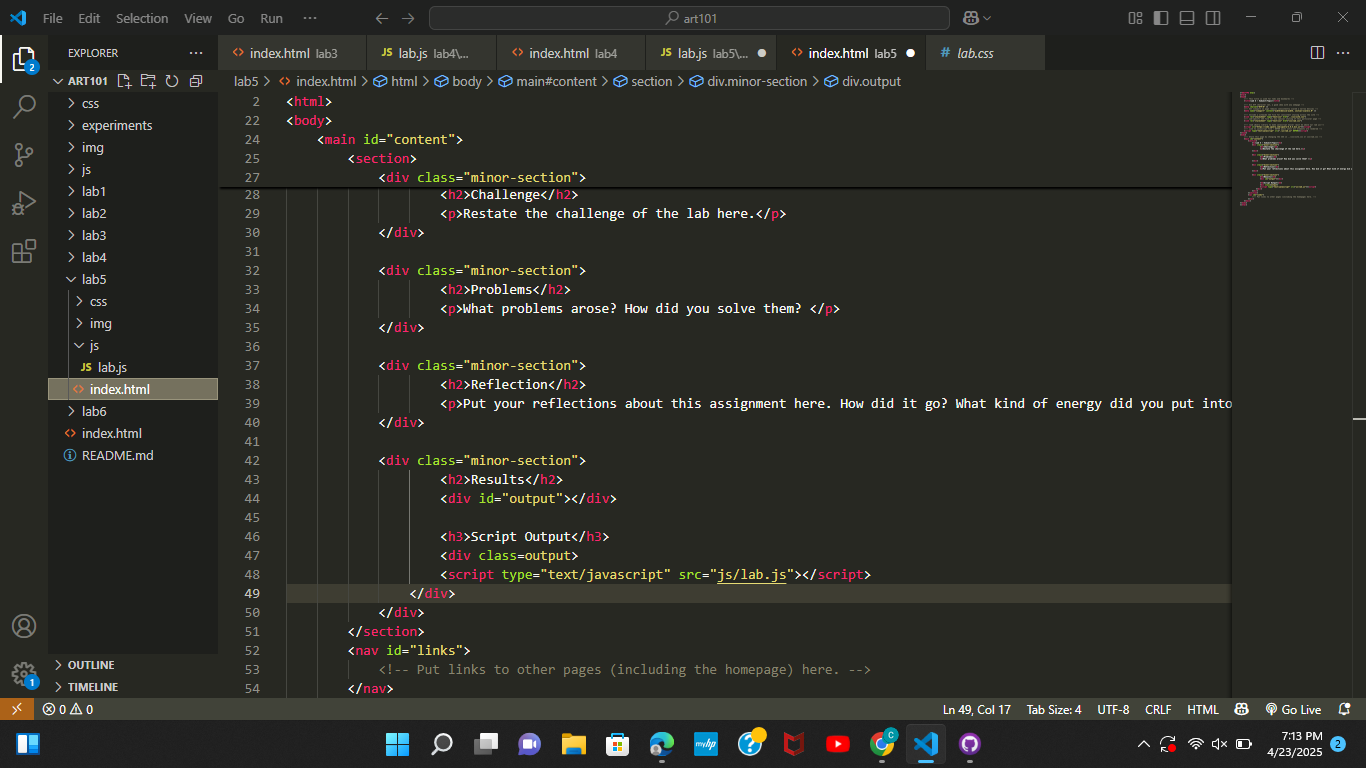 File Edit Selection View Go Run ··· art101
EXPLORER ···
index.html lab3
JS lab.js lab4\...
index.html lab4
JS lab.js lab5\...
index.html lab5
# lab.css
ART101
css
experiments
img
js
lab1
lab2
lab3
lab4
lab5
css
img
js
JS lab.js
index.html
lab6
index.html
README.md
OUTLINE
TIMELINE
lab5 > index.html > html > body > main#content > section > div.minor-section > div.output
2 <html>
22 <body>
24 <main id="content">
25 <section>
27 <div class="minor-section">
28 <h2>Challenge</h2>
29 <p>Restate the challenge of the lab here.</p>
30 </div>
31
32 <div class="minor-section">
33 <h2>Problems</h2>
34 <p>What problems arose? How did you solve them? </p>
35 </div>
36
37 <div class="minor-section">
38 <h2>Reflection</h2>
39 <p>Put your reflections about this assignment here. How did it go? What kind of energy did you put into
40 </div>
41
42 <div class="minor-section">
43 <h2>Results</h2>
44 <div id="output"></div>
45
46 <h3>Script Output</h3>
47 <div class=output>
48 <script type="text/javascript" src="js/lab.js"></script>
49 </div>
50 </div>
51 </section>
52 <nav id="links">
53 <!-- Put links to other pages (including the homepage) here. -->
54 </nav>
2
1
0 0 Ln 49, Col 17 Tab Size: 4 UTF-8 CRLF HTML Go Live
my hp
?
C
7:13 PM
4/23/2025
2